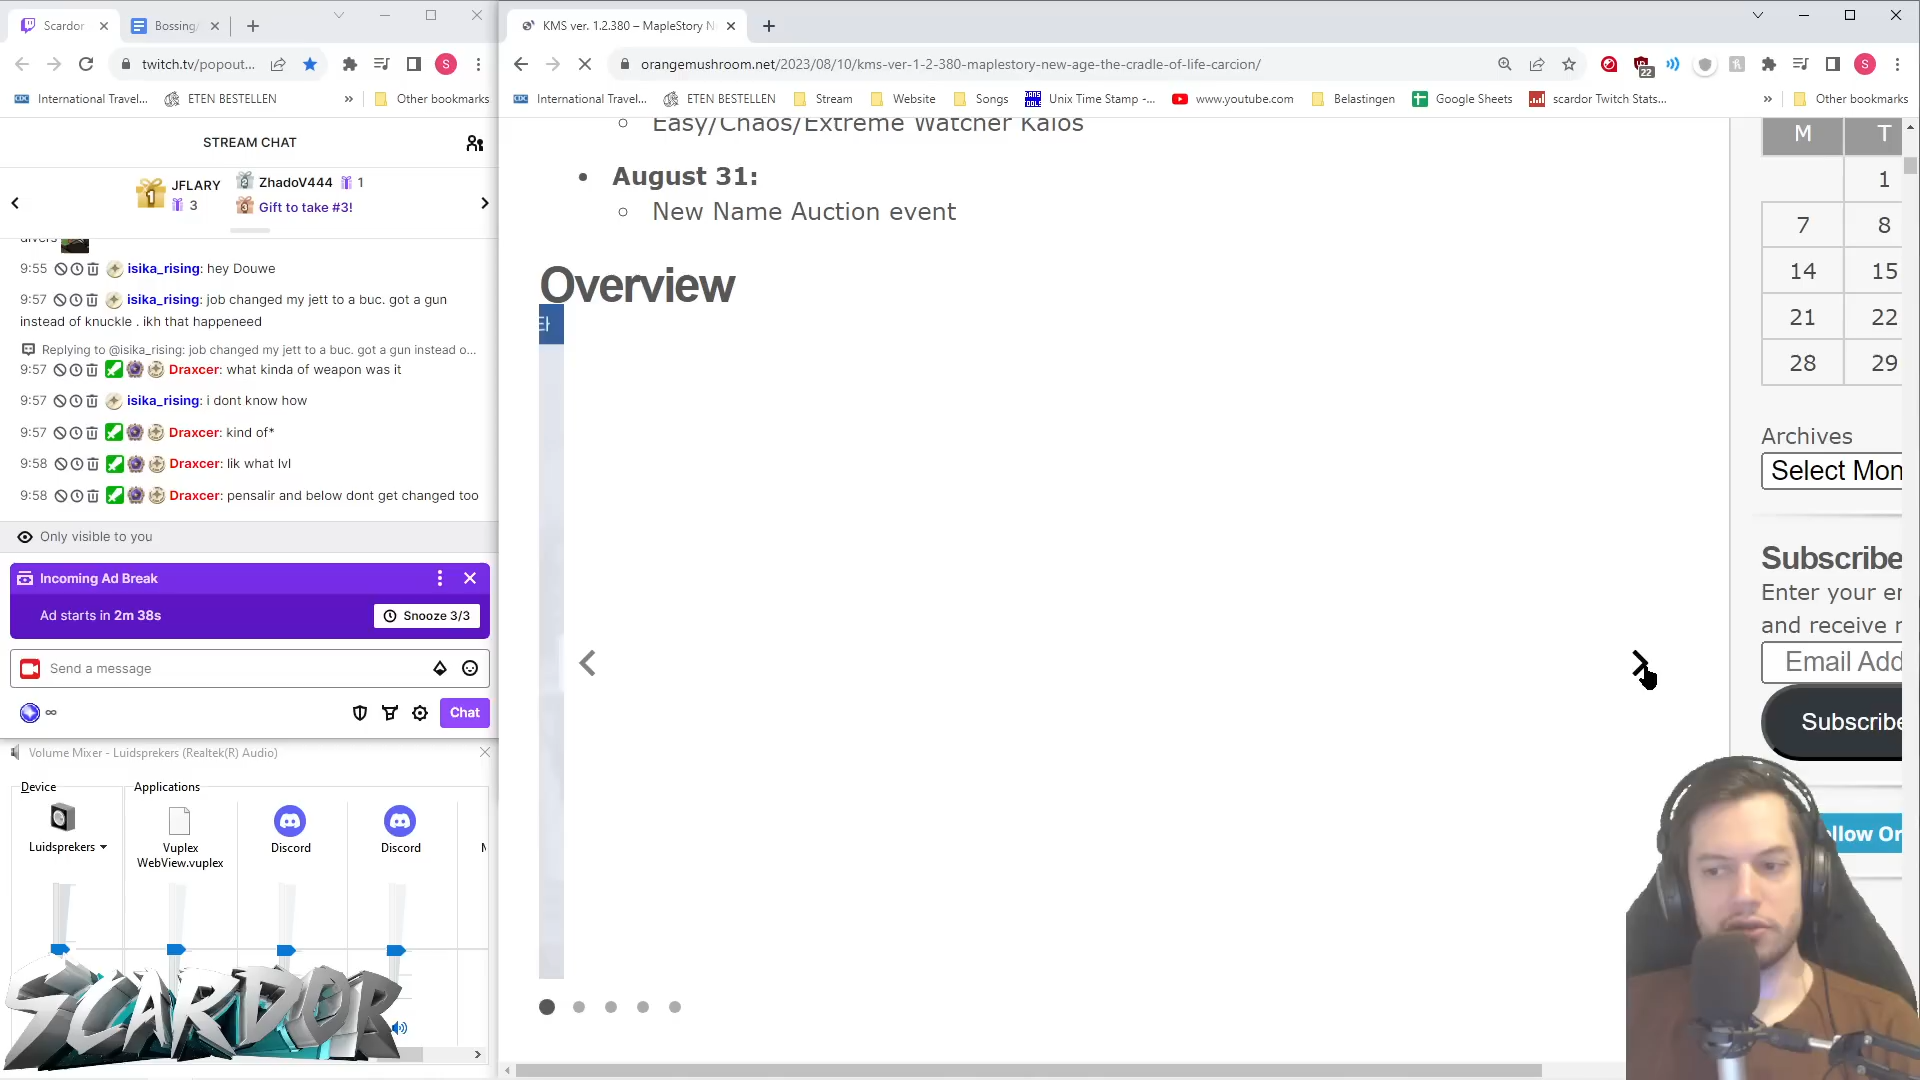 Scardor
Bossing/
KMS ver. 1.2.380 – MapleStory N
twitch.tv/popout...
S
orangemushroom.net/2023/08/10/kms-ver-1-2-380-maplestory-new-age-the-cradle-of-life-carcion/
22
S
CDC International Travel...
ETEN BESTELLEN
»
Other bookmarks
CDC International Travel...
ETEN BESTELLEN
Stream
Website
Songs
Unix Time Stamp -...
www.youtube.com
Belastingen
Google Sheets
scardor Twitch Stats...
»
Other bookmarks
STREAM CHAT
1 JFLARY
3
2 ZhadoV444 1
3 Gift to take #3!
divers
9:55 isika_rising: hey Douwe
9:57 isika_rising: job changed my jett to a buc. got a gun
instead of knuckle . ikh that happeneed
Replying to @isika_rising: job changed my jett to a buc. got a gun instead o...
9:57 Draxcer: what kinda of weapon was it
9:57 isika_rising: i dont know how
9:57 Draxcer: kind of*
9:58 Draxcer: lik what lvl
9:58 Draxcer: pensalir and below dont get changed too
Only visible to you
Incoming Ad Break
Ad starts in 2m 38s
Snooze 3/3
Send a message
∞
Chat
Volume Mixer - Luidsprekers (Realtek(R) Audio)
Device
Applications
Luidsprekers
Vuplex
WebView.vuplex
Discord
Discord
SCARDOR
Easy/Chaos/Extreme Watcher Kalos
August 31:
New Name Auction event
Overview
타
M T
1
7 8
14 15
21 22
28 29
Archives
Select Mon
Subscribe
Enter your em
and receive n
Email Add
Subscribe
llow Or